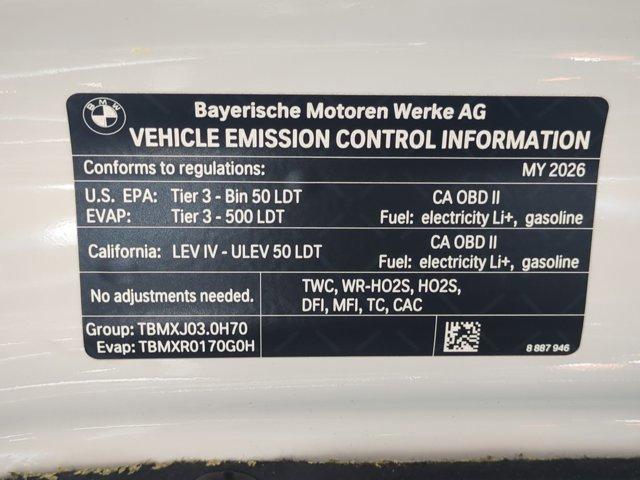 BMW
Bayerische Motoren Werke AG
VEHICLE EMISSION CONTROL INFORMATION
Conforms to regulations: MY 2026
U.S. EPA: Tier 3 - Bin 50 LDT CA OBD II
EVAP: Tier 3 - 500 LDT Fuel: electricity Li+, gasoline
California: LEV IV - ULEV 50 LDT CA OBD II
Fuel: electricity Li+, gasoline
No adjustments needed. TWC, WR-HO2S, HO2S,
DFI, MFI, TC, CAC
Group: TBMXJ03.0H70
Evap: TBMXR0170G0H
8 887 946